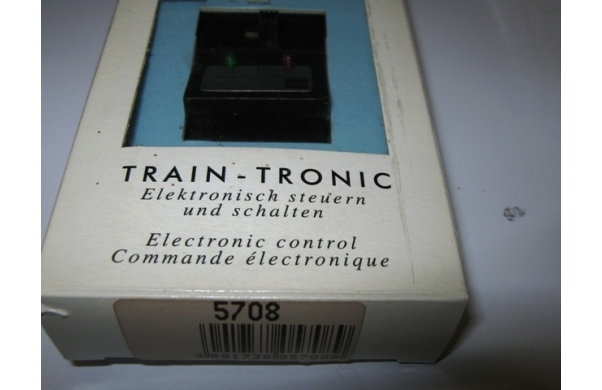 TRAIN-TRONIC
Elektronisch steuern
und schalten
Electronic control
Commande électronique
5708